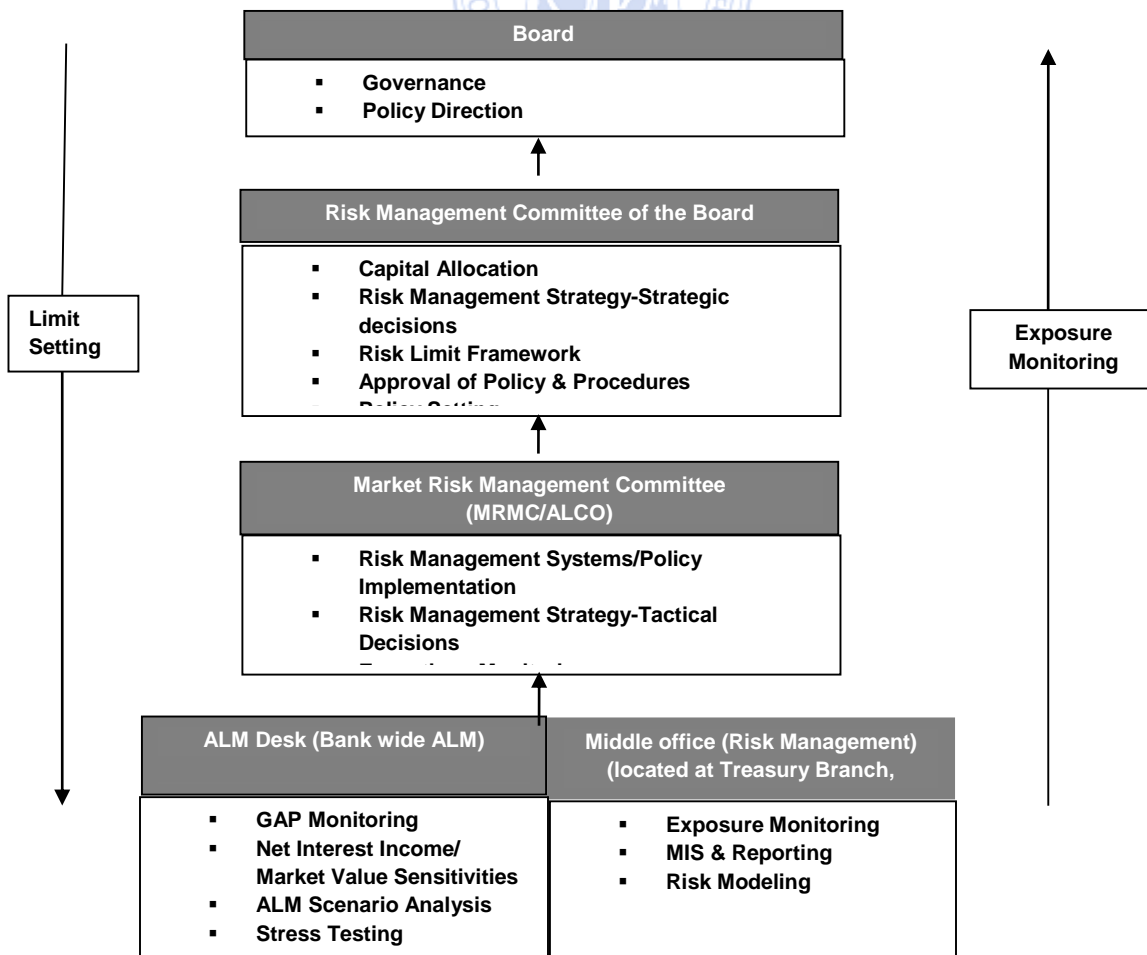 Board
▪ Governance
▪ Policy Direction
Risk Management Committee of the Board
▪ Capital Allocation
▪ Risk Management Strategy-Strategic
decisions
▪ Risk Limit Framework
▪ Approval of Policy & Procedures
Limit
Setting
Exposure
Monitoring
Market Risk Management Committee
(MRMC/ALCO)
▪ Risk Management Systems/Policy
Implementation
▪ Risk Management Strategy-Tactical
Decisions
ALM Desk (Bank wide ALM)
▪ GAP Monitoring
▪ Net Interest Income/
Market Value Sensitivities
▪ ALM Scenario Analysis
▪ Stress Testing
Middle office (Risk Management)
(located at Treasury Branch,
▪ Exposure Monitoring
▪ MIS & Reporting
▪ Risk Modeling